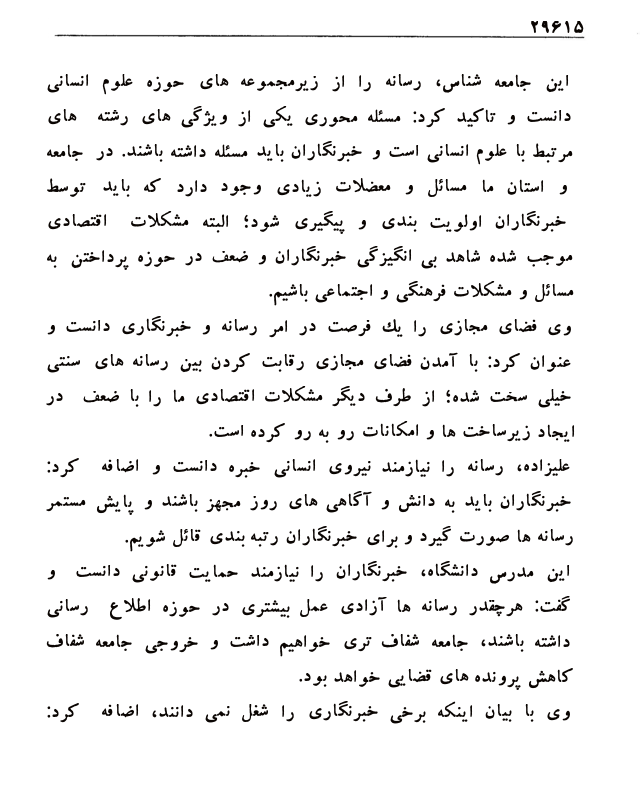 ۲۹۶۱۵
این جامعه شناس، رسانه را از زیرمجموعه های حوزه علوم انسانی
دانست و تاکید کرد: مسئله محوری یکی از ویژگی های رشته های
مرتبط با علوم انسانی است و خبرنگاران باید مسئله داشته باشند. در جامعه
و استان ما مسائل و معضلات زیادی وجود دارد که باید توسط
خبرنگاران اولویت بندی و پیگیری شود؛ البته مشکلات اقتصادی
موجب شده شاهد بی انگیزگی خبرنگاران و ضعف در حوزه پرداختن به
مسائل و مشکلات فرهنگی و اجتماعی باشیم.
وی فضای مجازی را یك فرصت در امر رسانه و خبرنگاری دانست و
عنوان کرد: با آمدن فضای مجازی رقابت کردن بین رسانه های سنتی
خیلی سخت شده؛ از طرف دیگر مشکلات اقتصادی ما را با ضعف در
ایجاد زیرساخت ها و امکانات رو به رو کرده است.
علیزاده، رسانه را نیازمند نیروی انسانی خبره دانست و اضافه کرد:
خبرنگاران باید به دانش و آگاهی های روز مجهز باشند و پایش مستمر
رسانه ها صورت گیرد و برای خبرنگاران رتبه بندی قائل شویم.
این مدرس دانشگاه، خبرنگاران را نیازمند حمایت قانونی دانست و
گفت: هرچقدر رسانه ها آزادی عمل بیشتری در حوزه اطلاع رسانی
داشته باشند، جامعه شفاف تری خواهیم داشت و خروجی جامعه شفاف
کاهش پرونده های قضایی خواهد بود.
وی با بیان اینکه برخی خبرنگاری را شغل نمی دانند، اضافه کرد: